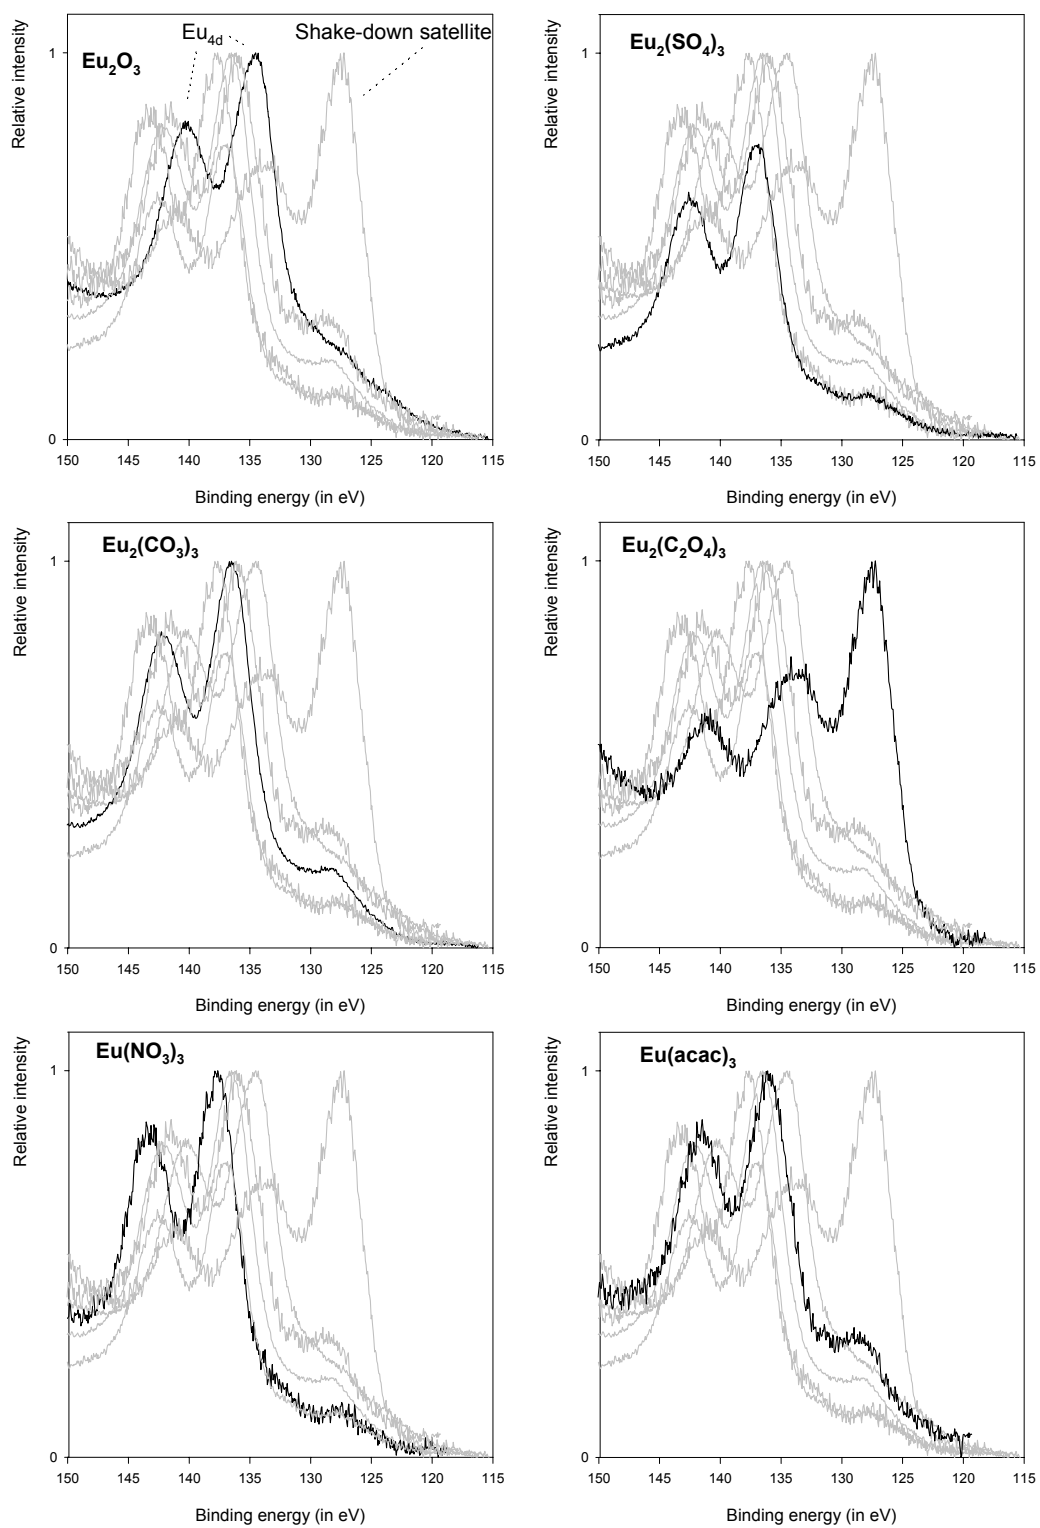 Eu4d
Shake-down satellite
Eu2O3
Relative intensity
1
0
150 145 140 135 130 125 120 115
Binding energy (in eV)
Eu2(SO4)3
Relative intensity
1
0
150 145 140 135 130 125 120 115
Binding energy (in eV)
Eu2(CO3)3
Relative intensity
1
0
150 145 140 135 130 125 120 115
Binding energy (in eV)
Eu2(C2O4)3
Relative intensity
1
0
150 145 140 135 130 125 120 115
Binding energy (in eV)
Eu(NO3)3
Relative intensity
1
0
150 145 140 135 130 125 120 115
Binding energy (in eV)
Eu(acac)3
Relative intensity
1
0
150 145 140 135 130 125 120 115
Binding energy (in eV)